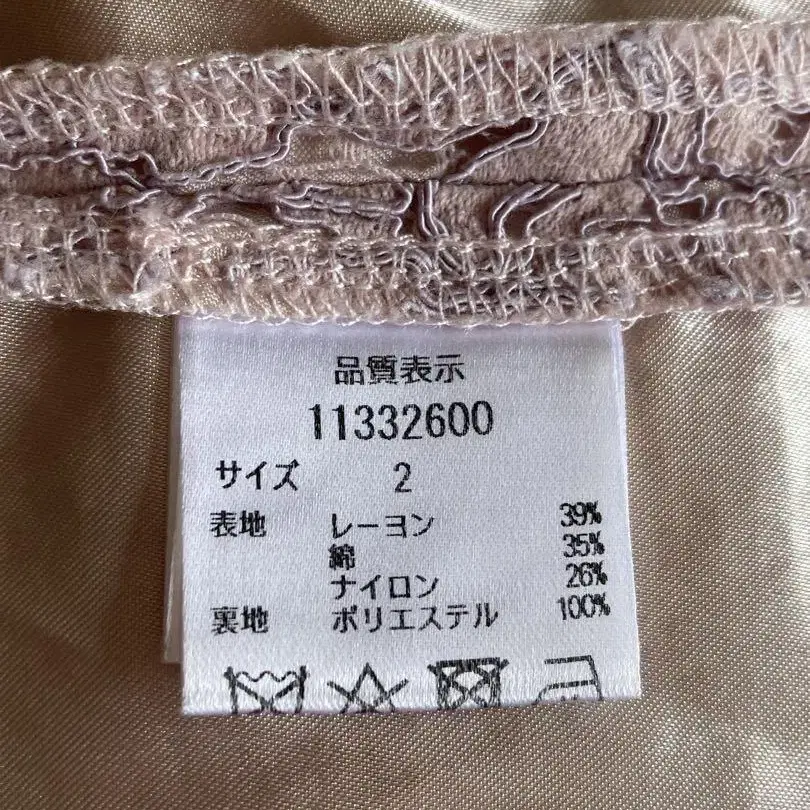 品質表示
11332600
サイズ 2
表地 レーヨン 39%
綿 35%
ナイロン 26%
裏地 ポリエステル 100%